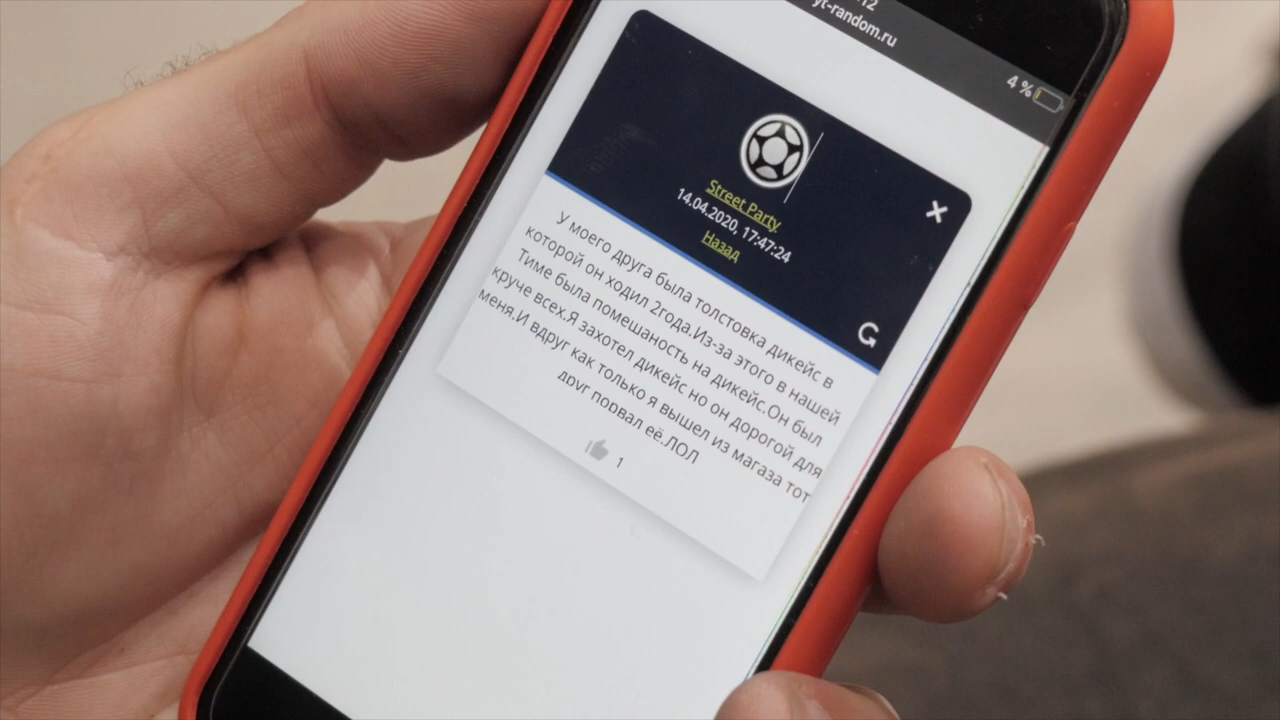 yt-random.ru
4 %
Street Party
14.04.2020, 17:47:24
Назад
У моего друга была толстовка дикейс в
которой он ходил 2года.Из-за этого в нашей
Тиме была помешаность на дикейс.Он был
круче всех.Я захотел дикейс но он дорогой для
меня.И вдруг как только я вышел из магаза тот
друг порвал её.ЛОЛ
1